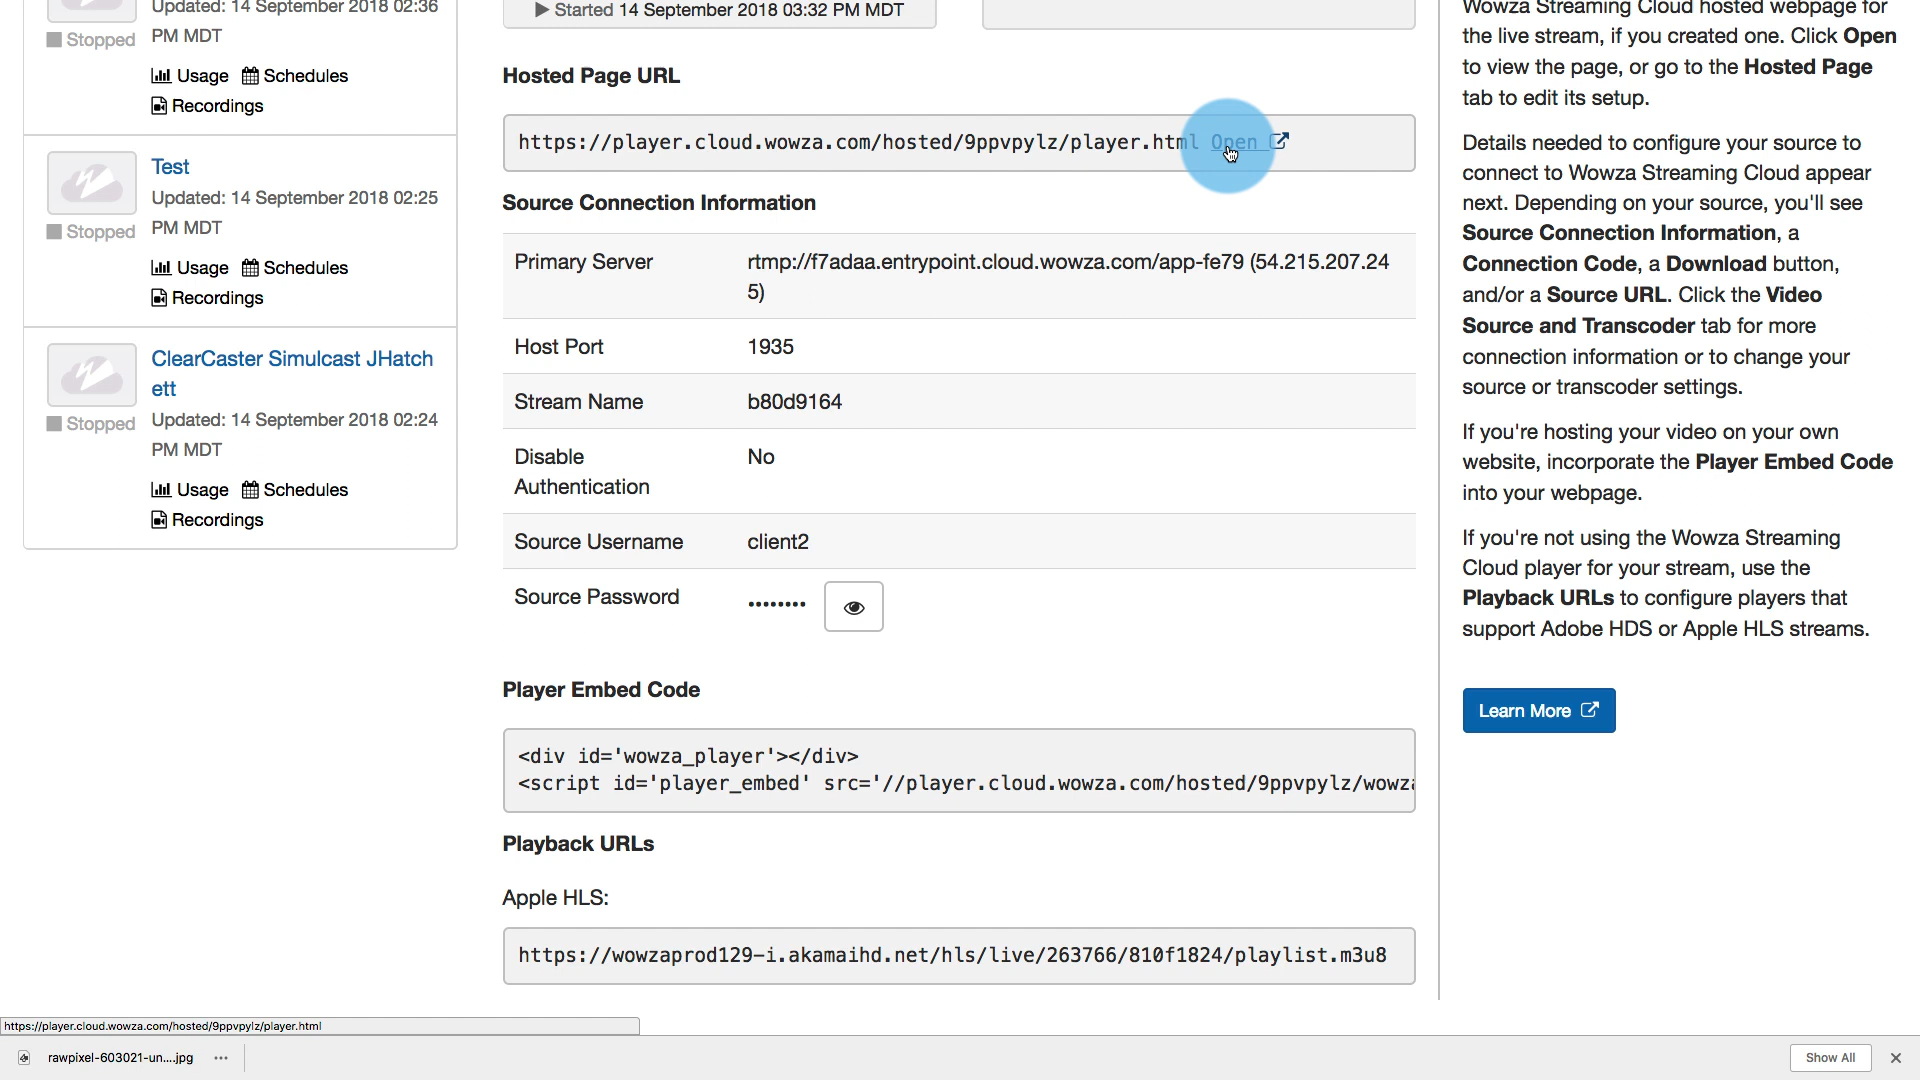 Updated: 14 September 2018 02:36
PM MDT
Stopped
Usage Schedules
Recordings
Test
Updated: 14 September 2018 02:25
PM MDT
Stopped
Usage Schedules
Recordings
ClearCaster Simulcast JHatch
ett
Updated: 14 September 2018 02:24
PM MDT
Stopped
Usage Schedules
Recordings
Started 14 September 2018 03:32 PM MDT
Hosted Page URL
https://player.cloud.wowza.com/hosted/9ppvpylz/player.html Open
Source Connection Information
Primary Server rtmp://f7adaa.entrypoint.cloud.wowza.com/app-fe79 (54.215.207.24
5)
Host Port 1935
Stream Name b80d9164
Disable No
Authentication
Source Username client2
Source Password ••••••••
Player Embed Code
<div id='wowza_player'></div>
<script id='player_embed' src='//player.cloud.wowza.com/hosted/9ppvpylz/wowza
Playback URLs
Apple HLS:
https://wowzaprod129-i.akamaihd.net/hls/live/263766/810f1824/playlist.m3u8
Wowza Streaming Cloud hosted webpage for
the live stream, if you created one. Click Open
to view the page, or go to the Hosted Page
tab to edit its setup.
Details needed to configure your source to
connect to Wowza Streaming Cloud appear
next. Depending on your source, you'll see
Source Connection Information, a
Connection Code, a Download button,
and/or a Source URL. Click the Video
Source and Transcoder tab for more
connection information or to change your
source or transcoder settings.
If you're hosting your video on your own
website, incorporate the Player Embed Code
into your webpage.
If you're not using the Wowza Streaming
Cloud player for your stream, use the
Playback URLs to configure players that
support Adobe HDS or Apple HLS streams.
Learn More
https://player.cloud.wowza.com/hosted/9ppvpylz/player.html
rawpixel-603021-un....jpg
Show All